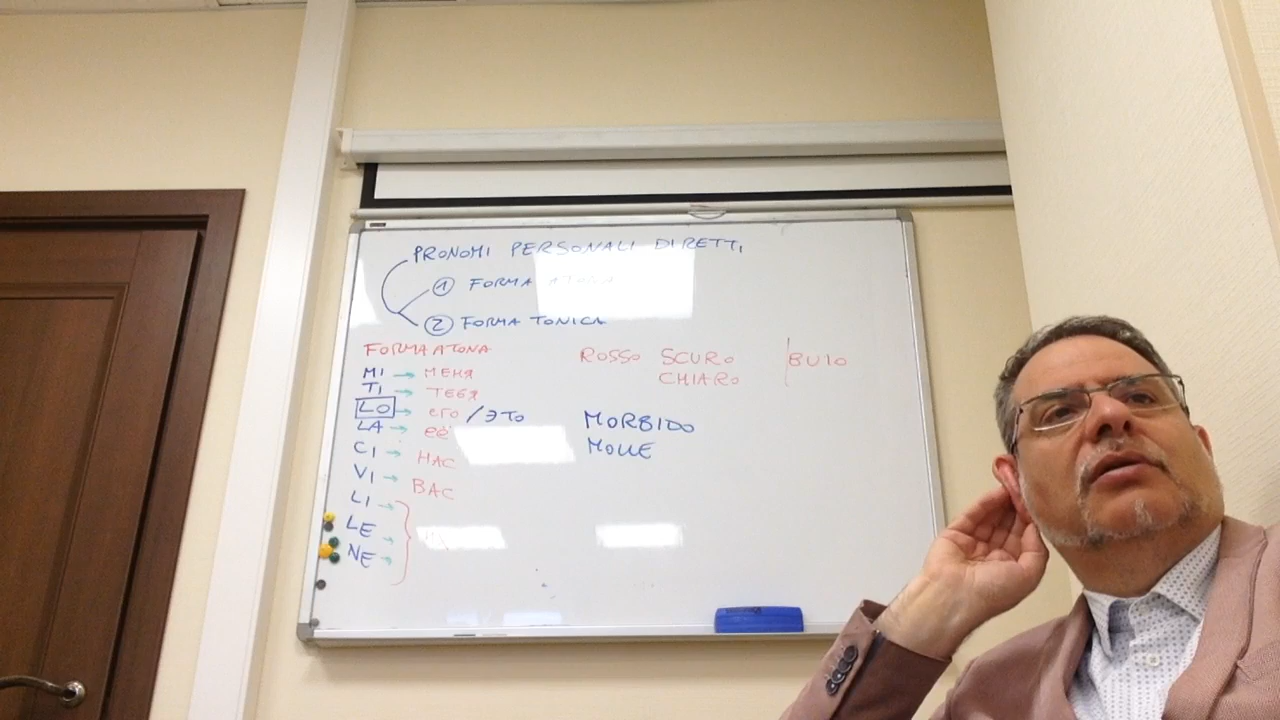 PRONOMI PERSONALI DIRETTI
1 FORMA ATONA
2 FORMA TONICA
FORMA ATONA
MI → МЕНЯ
TI → ТЕБЯ
LO → ЕГО / ЭТО
LA → ЕЁ
CI → НАС
VI → ВАС
LI →
LE →
NE →
ROSSO SCURO | BUIO
CHIARO
MORBIDO
MOLLE